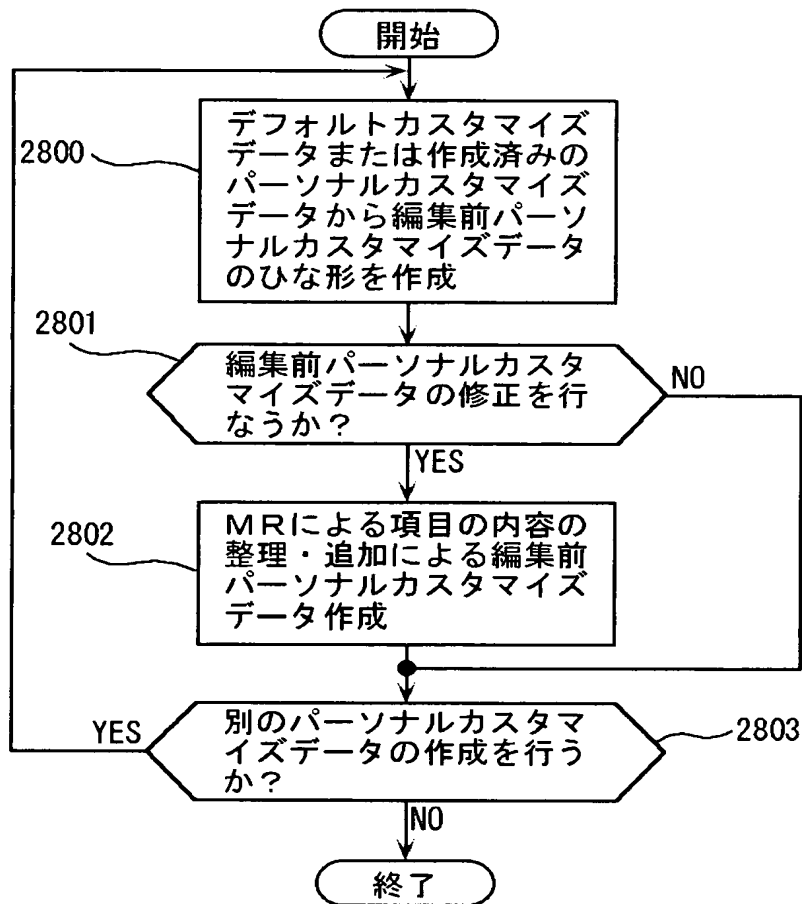 開始
2800
デフォルトカスタマイズ
データまたは作成済みの
パーソナルカスタマイズ
データから編集前パーソ
ナルカスタマイズデータ
のひな形を作成
2801
編集前パーソナルカスタ
マイズデータの修正を行
なうか？
NO
YES
2802
ＭＲによる項目の内容の
整理・追加による編集前
パーソナルカスタマイズ
データ作成
YES
別のパーソナルカスタマ
イズデータの作成を行う
か？
2803
NO
終了